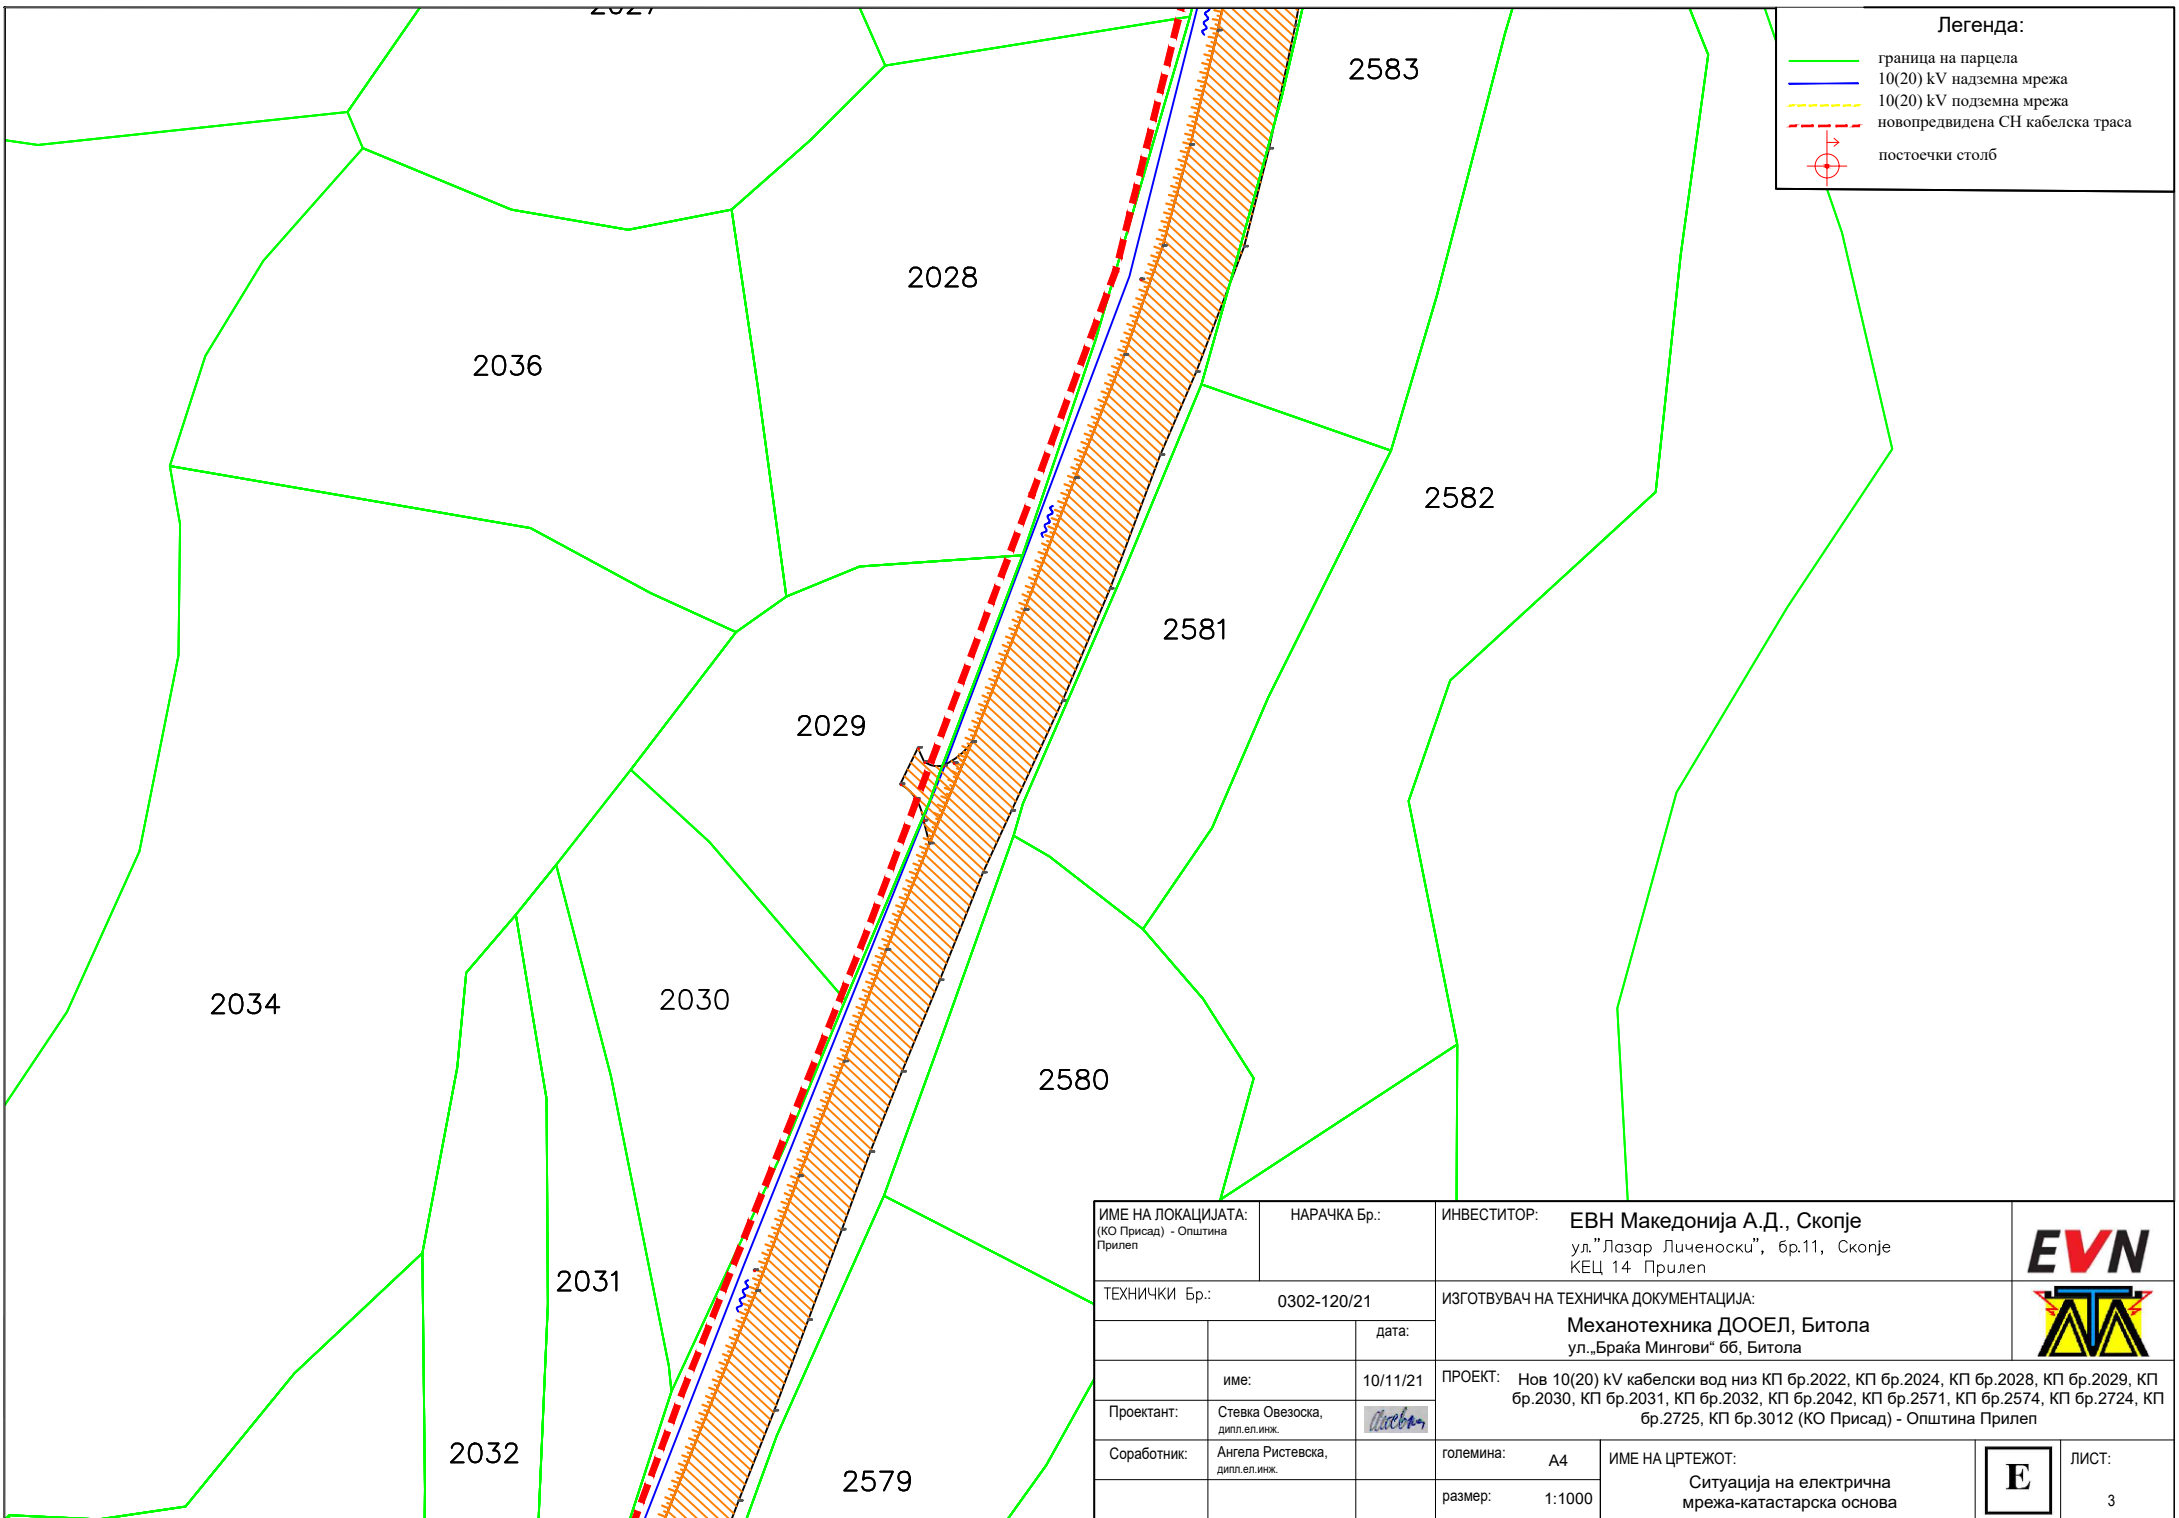 2027
2583
2028
2036
2582
2581
2029
2034
2030
2580
2031
2032
2579
Легенда:
граница на парцела
10(20) kV надземна мрежа
10(20) kV подземна мрежа
новопредвидена СН кабелска траса
постоечки столб
ИМЕ НА ЛОКАЦИЈАТА:
(КО Присад) - Општина
Прилеп
НАРАЧКА Бр.:
ИНВЕСТИТОР:
ЕВН Македонија А.Д., Скопје
ул."Лазар Личеноски", бр.11, Скопје
КЕЦ 14 Прилеп
EVN
ТЕХНИЧКИ Бр.:
0302-120/21
ИЗГОТВУВАЧ НА ТЕХНИЧКА ДОКУМЕНТАЦИЈА:
Механотехника ДООЕЛ, Битола
ул.„Браќа Мингови“ бб, Битола
дата:
име:
10/11/21
ПРОЕКТ: Нов 10(20) kV кабелски вод низ КП бр.2022, КП бр.2024, КП бр.2028, КП бр.2029, КП
бр.2030, КП бр.2031, КП бр.2032, КП бр.2042, КП бр.2571, КП бр.2574, КП бр.2724, КП
бр.2725, КП бр.3012 (КО Присад) - Општина Прилеп
Проектант:
Стевка Овезоска,
дипл.ел.инж.
Соработник:
Ангела Ристевска,
дипл.ел.инж.
големина: А4
размер: 1:1000
ИМЕ НА ЦРТЕЖОТ:
Ситуација на електрична
мрежа-катастарска основа
Е
ЛИСТ:
3